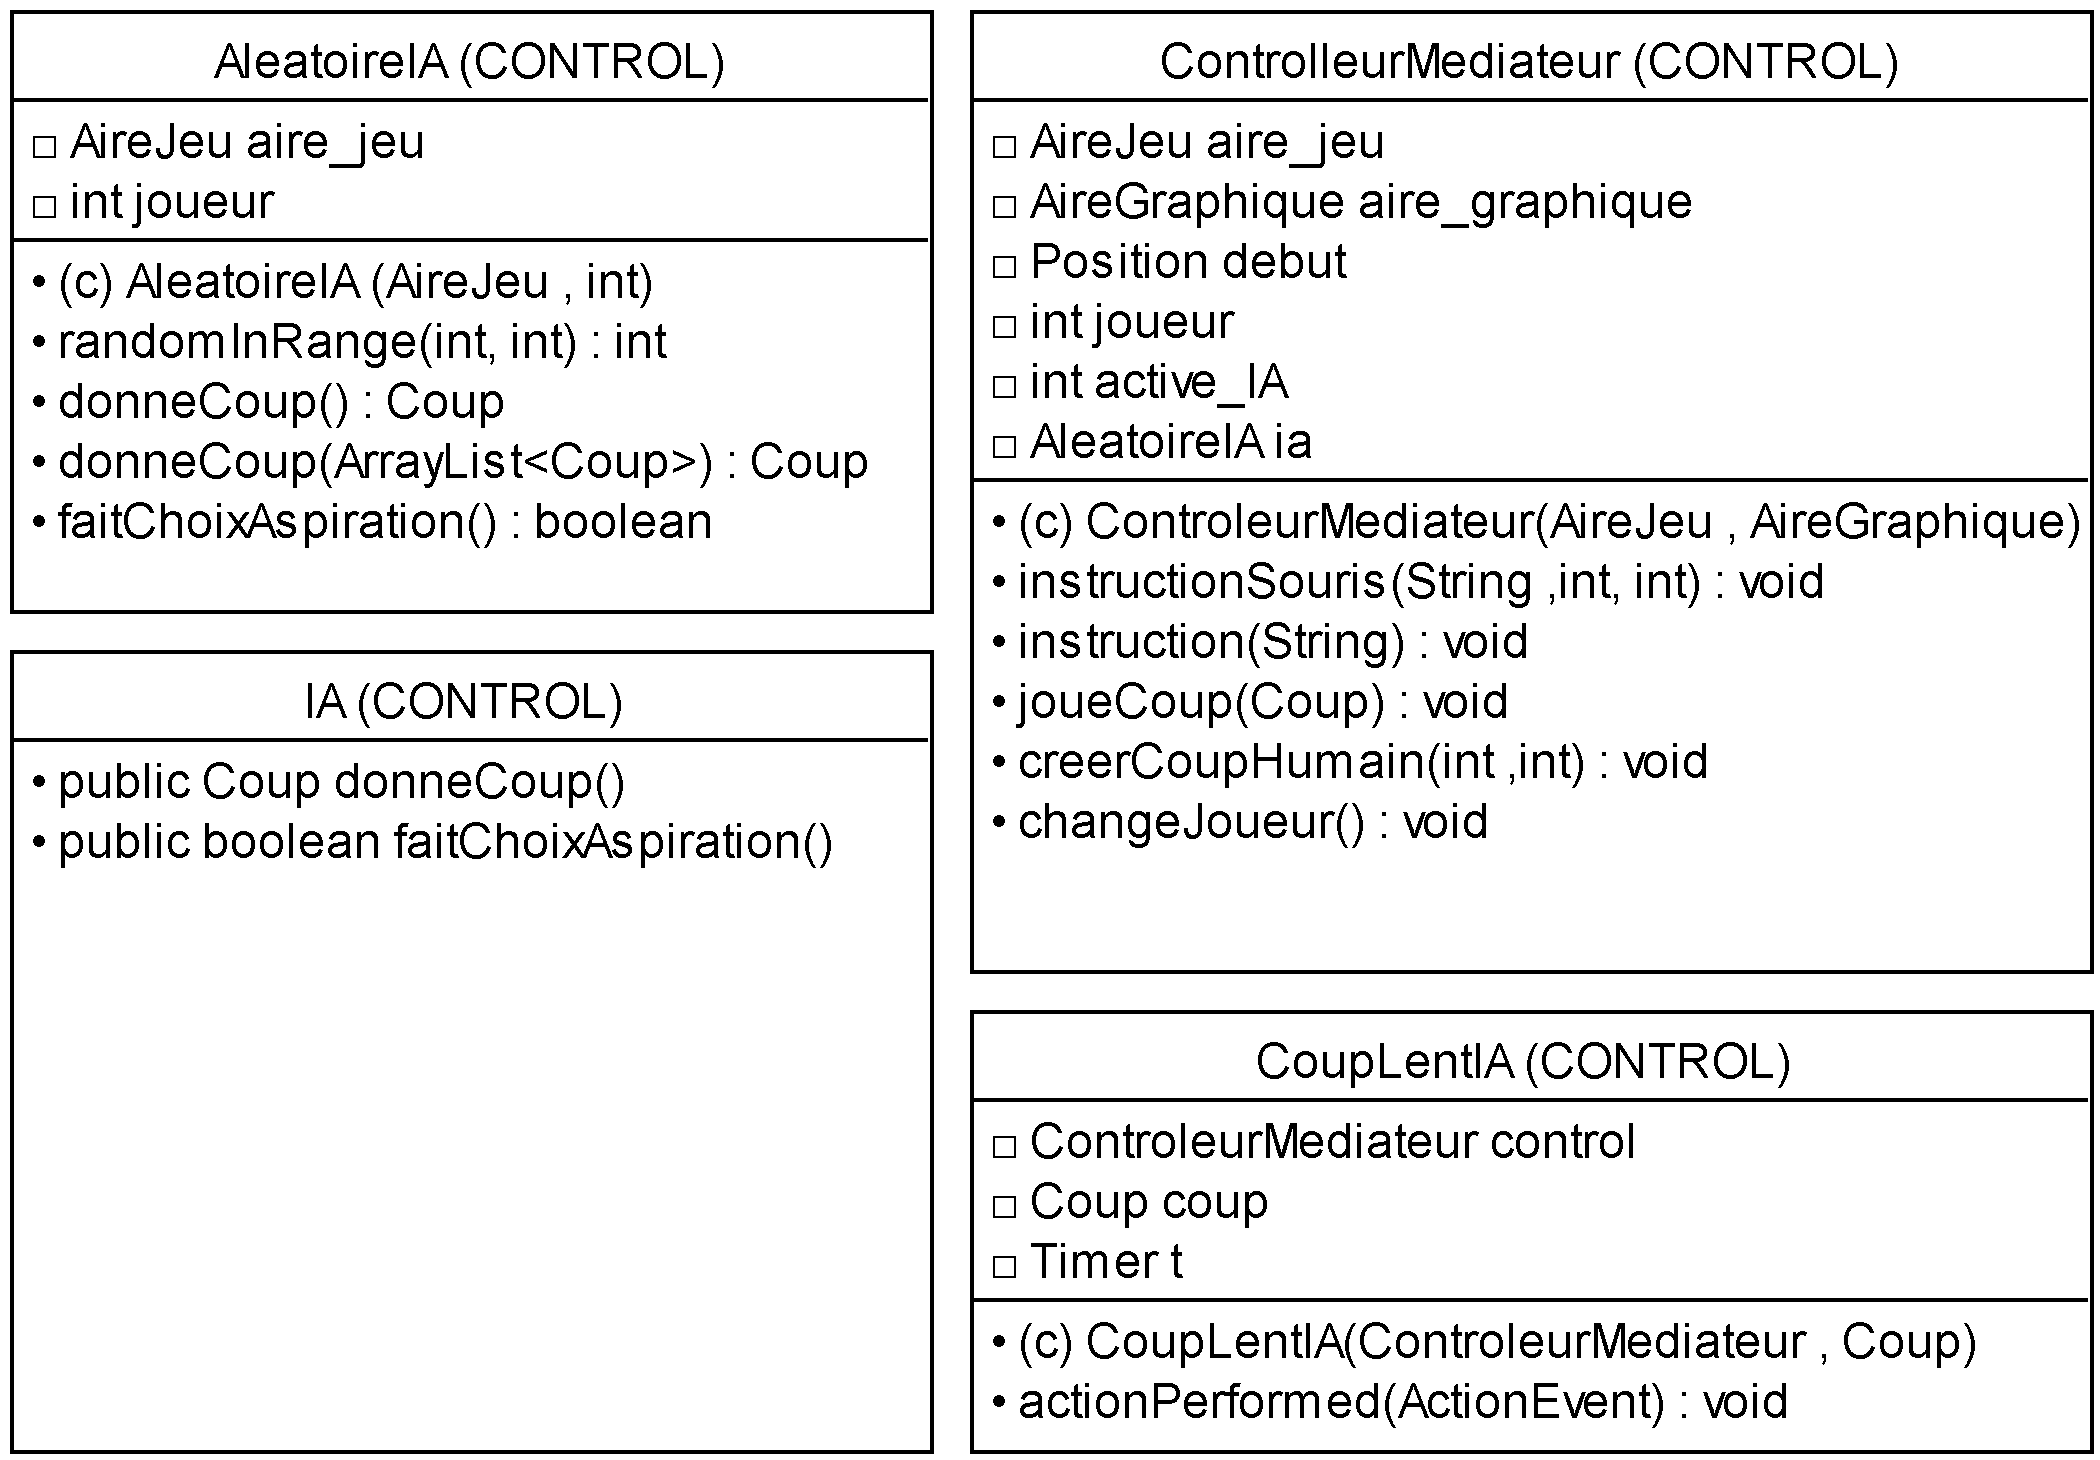 AleatoireIA (CONTROL)
□ AireJeu aire_jeu
□ int joueur
• (c) AleatoireIA (AireJeu , int)
• randomInRange(int, int) : int
• donneCoup() : Coup
• donneCoup(ArrayList<Coup>) : Coup
• faitChoixAspiration() : boolean
IA (CONTROL)
• public Coup donneCoup()
• public boolean faitChoixAspiration()
ControlleurMediateur (CONTROL)
□ AireJeu aire_jeu
□ AireGraphique aire_graphique
□ Position debut
□ int joueur
□ int active_IA
□ AleatoireIA ia
• (c) ControleurMediateur(AireJeu , AireGraphique)
• instructionSouris(String ,int, int) : void
• instruction(String) : void
• joueCoup(Coup) : void
• creerCoupHumain(int ,int) : void
• changeJoueur() : void
CoupLentIA (CONTROL)
□ ControleurMediateur control
□ Coup coup
□ Timer t
• (c) CoupLentIA(ControleurMediateur , Coup)
• actionPerformed(ActionEvent) : void